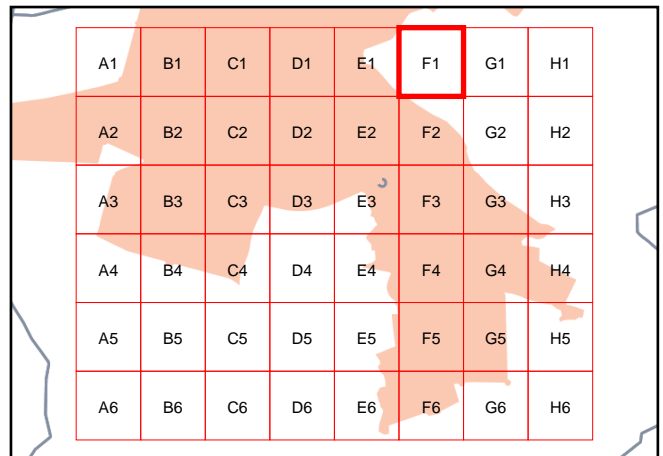 A1 B1 C1 D1 E1 F1 G1 H1
A2 B2 C2 D2 E2 F2 G2 H2
A3 B3 C3 D3 E3 F3 G3 H3
A4 B4 C4 D4 E4 F4 G4 H4
A5 B5 C5 D5 E5 F5 G5 H5
A6 B6 C6 D6 E6 F6 G6 H6